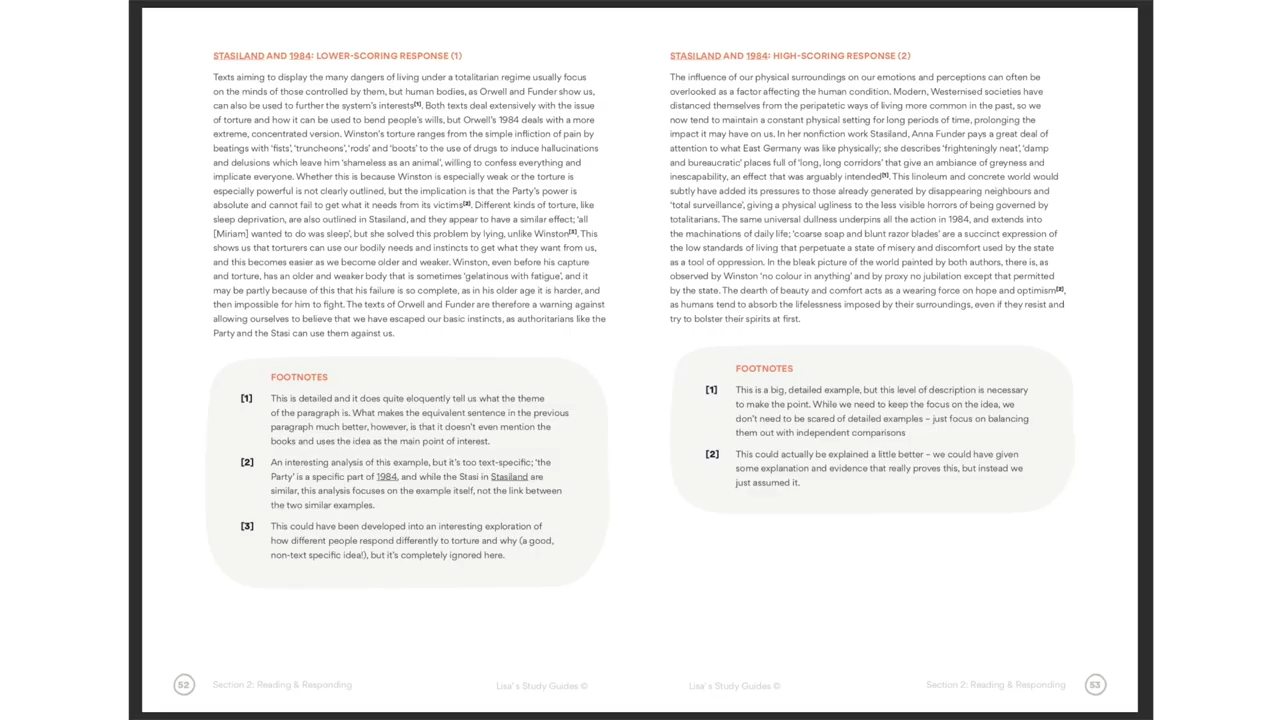 STASILAND AND 1984: LOWER-SCORING RESPONSE (1)
Texts aiming to display the many dangers of living under a totalitarian regime usually focus
on the minds of those controlled by them, but human bodies, as Orwell and Funder show us,
can also be used to further the system's interests[1]. Both texts deal extensively with the issue
of torture and how it can be used to bend people's wills, but Orwell's 1984 deals with a more
extreme, concentrated version. Winston's torture ranges from the simple infliction of pain by
beatings with 'fists', 'truncheons', 'rods' and 'boots' to the use of drugs to induce hallucinations
and delusions which leave him 'shameless as an animal', willing to confess everything and
implicate everyone. Whether this is because Winston is especially weak or the torture is
especially powerful is not clearly outlined, but the implication is that the Party's power is
absolute and cannot fail to get what it needs from its victims[2]. Different kinds of torture, like
sleep deprivation, are also outlined in Stasiland, and they appear to have a similar effect; 'all
[Miriam] wanted to do was sleep', but she solved this problem by lying, unlike Winston[3]. This
shows us that torturers can use our bodily needs and instincts to get what they want from us,
and this becomes easier as we become older and weaker. Winston, even before his capture
and torture, has an older and weaker body that is sometimes 'gelatinous with fatigue', and it
may be partly because of this that his failure is so complete, as in his older age it is harder, and
then impossible for him to fight. The texts of Orwell and Funder are therefore a warning against
allowing ourselves to believe that we have escaped our basic instincts, as authoritarians like the
Party and the Stasi can use them against us.
FOOTNOTES
[1] This is detailed and it does quite eloquently tell us what the theme
of the paragraph is. What makes the equivalent sentence in the previous
paragraph much better, however, is that it doesn't even mention the
books and uses the idea as the main point of interest.
[2] An interesting analysis of this example, but it's too text-specific; 'the
Party' is a specific part of 1984, and while the Stasi in Stasiland are
similar, this analysis focuses on the example itself, not the link between
the two similar examples.
[3] This could have been developed into an interesting exploration of
how different people respond differently to torture and why (a good,
non-text specific idea!), but it's completely ignored here.
52 Section 2: Reading & Responding
Lisa's Study Guides ©
STASILAND AND 1984: HIGH-SCORING RESPONSE (2)
The influence of our physical surroundings on our emotions and perceptions can often be
overlooked as a factor affecting the human condition. Modern, Westernised societies have
distanced themselves from the peripatetic ways of living more common in the past, so we
now tend to maintain a constant physical setting for long periods of time, prolonging the
impact it may have on us. In her nonfiction work Stasiland, Anna Funder pays a great deal of
attention to what East Germany was like physically; she describes 'frighteningly neat', 'damp
and bureaucratic' places full of 'long, long corridors' that give an ambiance of greyness and
inescapability, an effect that was arguably intended[1]. This linoleum and concrete world would
subtly have added its pressures to those already generated by disappearing neighbours and
'total surveillance', giving a physical ugliness to the less visible horrors of being governed by
totalitarians. The same universal dullness underpins all the action in 1984, and extends into
the machinations of daily life; 'coarse soap and blunt razor blades' are a succinct expression of
the low standards of living that perpetuate a state of misery and discomfort used by the state
as a tool of oppression. In the bleak picture of the world painted by both authors, there is, as
observed by Winston 'no colour in anything' and by proxy no jubilation except that permitted
by the state. The dearth of beauty and comfort acts as a wearing force on hope and optimism[2],
as humans tend to absorb the lifelessness imposed by their surroundings, even if they resist and
try to bolster their spirits at first.
FOOTNOTES
[1] This is a big, detailed example, but this level of description is necessary
to make the point. While we need to keep the focus on the idea, we
don't need to be scared of detailed examples – just focus on balancing
them out with independent comparisons
[2] This could actually be explained a little better – we could have given
some explanation and evidence that really proves this, but instead we
just assumed it.
Lisa's Study Guides ©
Section 2: Reading & Responding 53